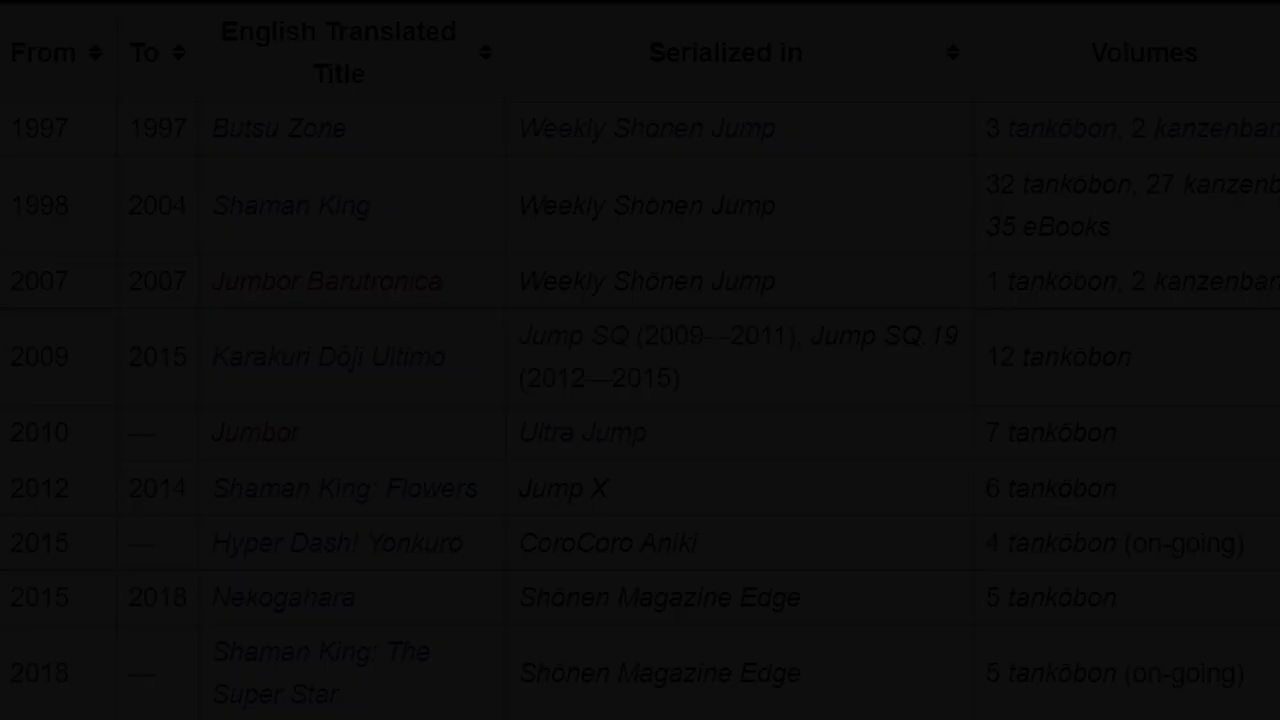 From To English Translated Title Serialized in Volumes
1997 1997 Butsu Zone Weekly Shōnen Jump 3 tankōbon, 2 kanzenban
1998 2004 Shaman King Weekly Shōnen Jump 32 tankōbon, 27 kanzenb
35 eBooks
2007 2007 Jumbor Barutronica Weekly Shōnen Jump 1 tankōbon, 2 kanzenban
2009 2015 Karakuri Dôji Ultimo Jump SQ (2009—2011), Jump SQ.19
(2012—2015) 12 tankōbon
2010 — Jumbor Ultra Jump 7 tankōbon
2012 2014 Shaman King: Flowers Jump X 6 tankōbon
2015 — Hyper Dash! Yonkuro CoroCoro Aniki 4 tankōbon (on-going)
2015 2018 Nekogahara Shōnen Magazine Edge 5 tankōbon
2018 — Shaman King: The
Super Star Shōnen Magazine Edge 5 tankōbon (on-going)